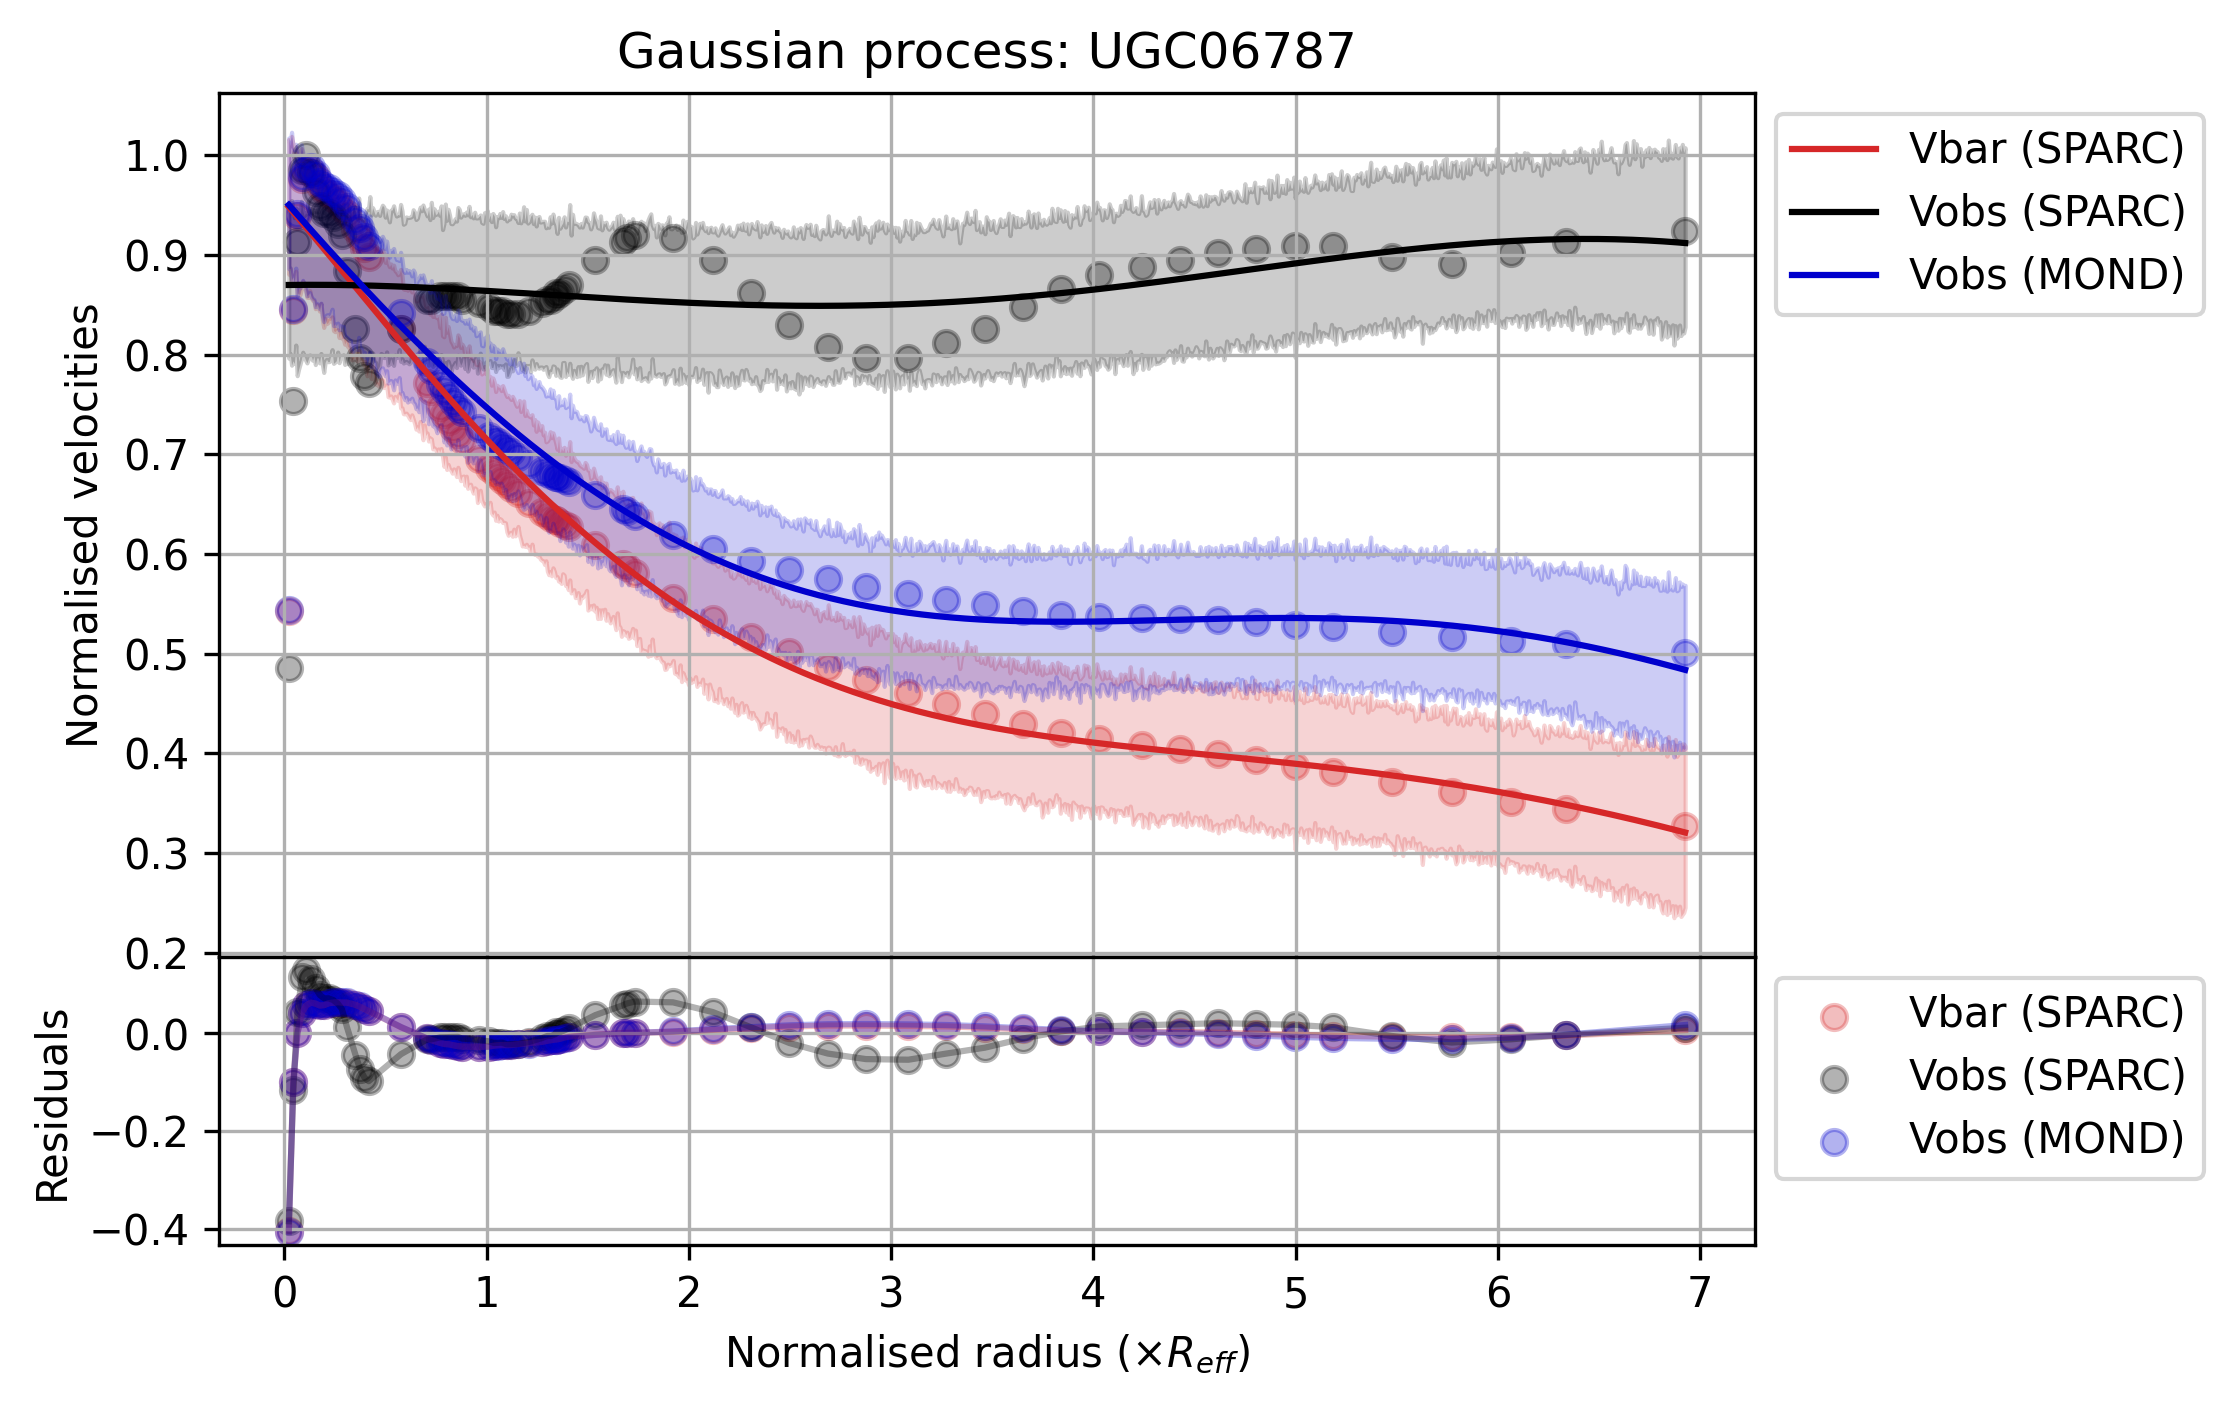 Gaussian process: UGC06787
Normalised velocities
1.0
0.9
0.8
0.7
0.6
0.5
0.4
0.3
0.2
Vbar (SPARC)
Vobs (SPARC)
Vobs (MOND)
Residuals
0.0
−0.2
−0.4
Vbar (SPARC)
Vobs (SPARC)
Vobs (MOND)
0 1 2 3 4 5 6 7
Normalised radius (×R_eff)